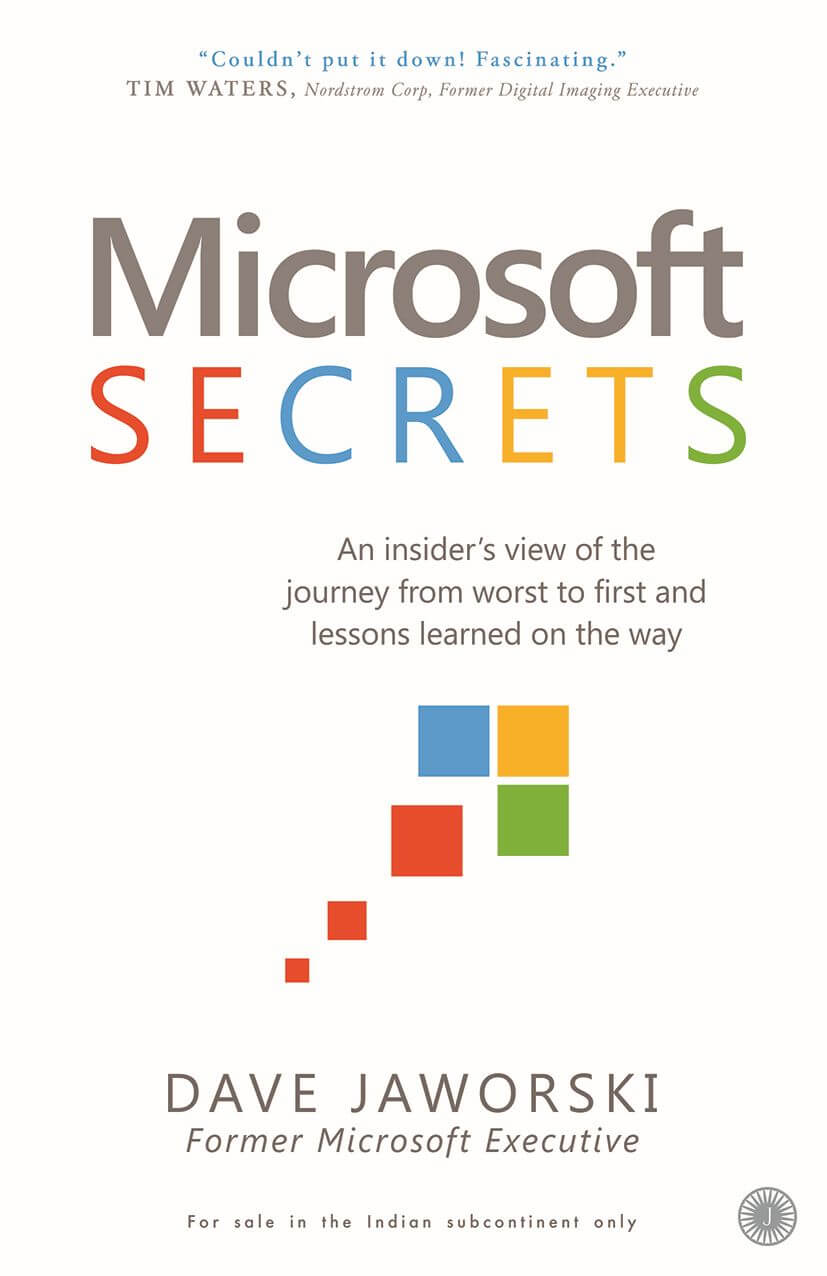 “Couldn’t put it down! Fascinating.”
TIM WATERS, Nordstrom Corp, Former Digital Imaging Executive
Microsoft
SECRETS
An insider’s view of the
journey from worst to first and
lessons learned on the way
DAVE JAWORSKI
Former Microsoft Executive
For sale in the Indian subcontinent only
J